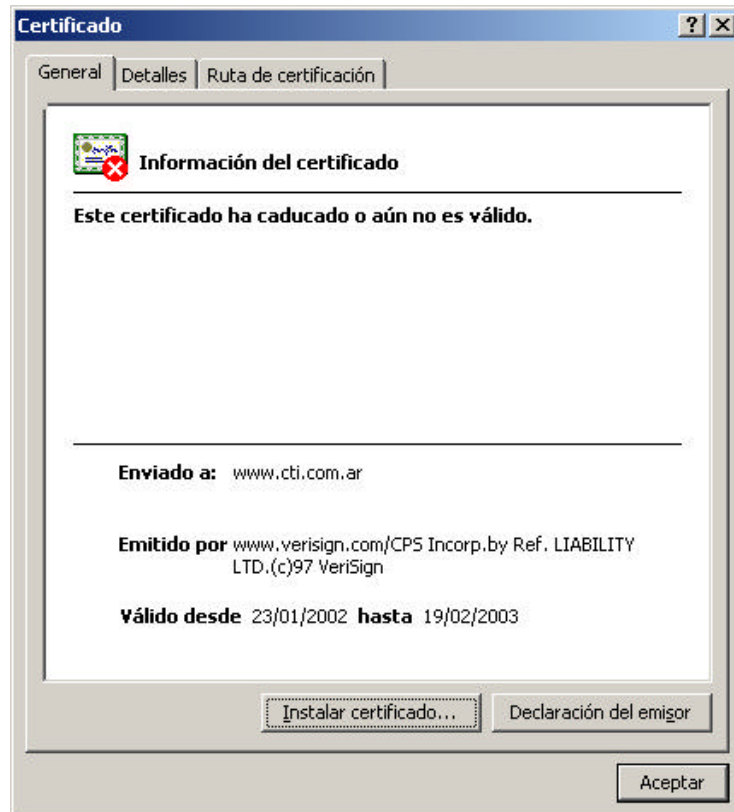 Certificado
General Detalles Ruta de certificación
Información del certificado
Este certificado ha caducado o aún no es válido.
Enviado a: www.cti.com.ar
Emitido por www.verisign.com/CPS Incorp.by Ref. LIABILITY
LTD.(c)97 VeriSign
Válido desde 23/01/2002 hasta 19/02/2003
Instalar certificado... Declaración del emisor
Aceptar